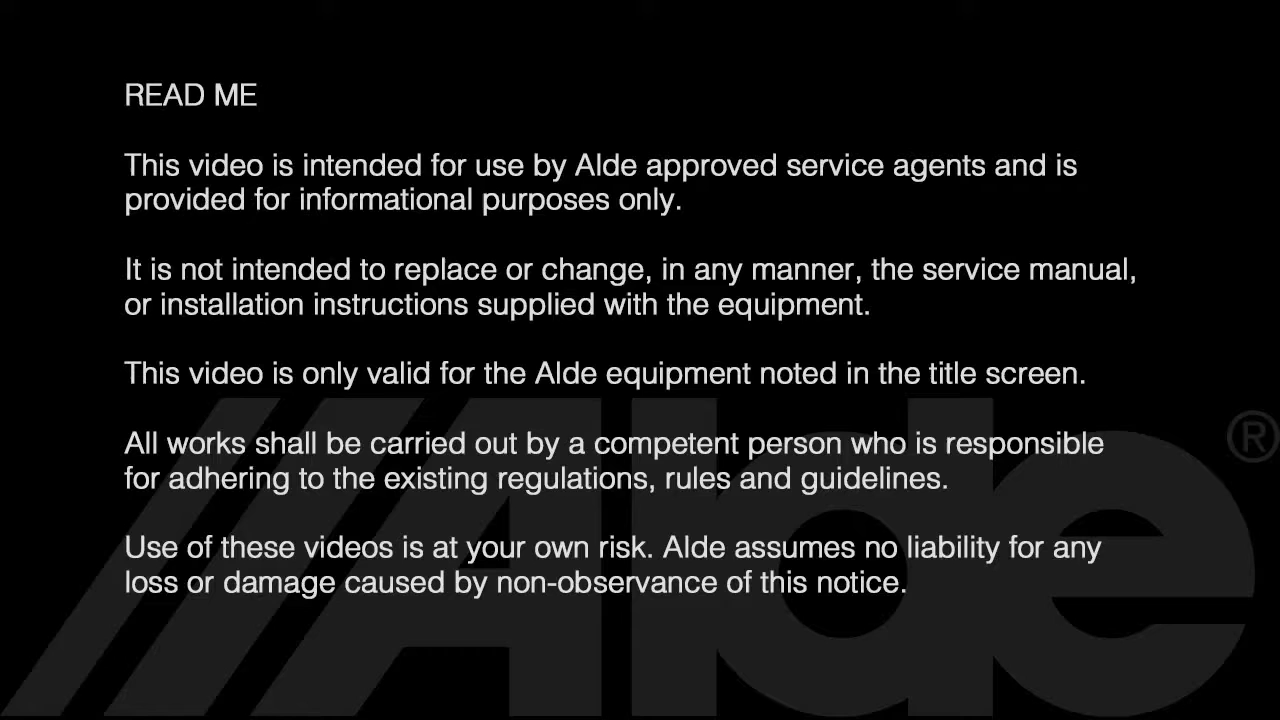 READ ME
This video is intended for use by Alde approved service agents and is
provided for informational purposes only.
It is not intended to replace or change, in any manner, the service manual,
or installation instructions supplied with the equipment.
This video is only valid for the Alde equipment noted in the title screen.
All works shall be carried out by a competent person who is responsible
for adhering to the existing regulations, rules and guidelines.
Use of these videos is at your own risk. Alde assumes no liability for any
loss or damage caused by non-observance of this notice.
Alde®